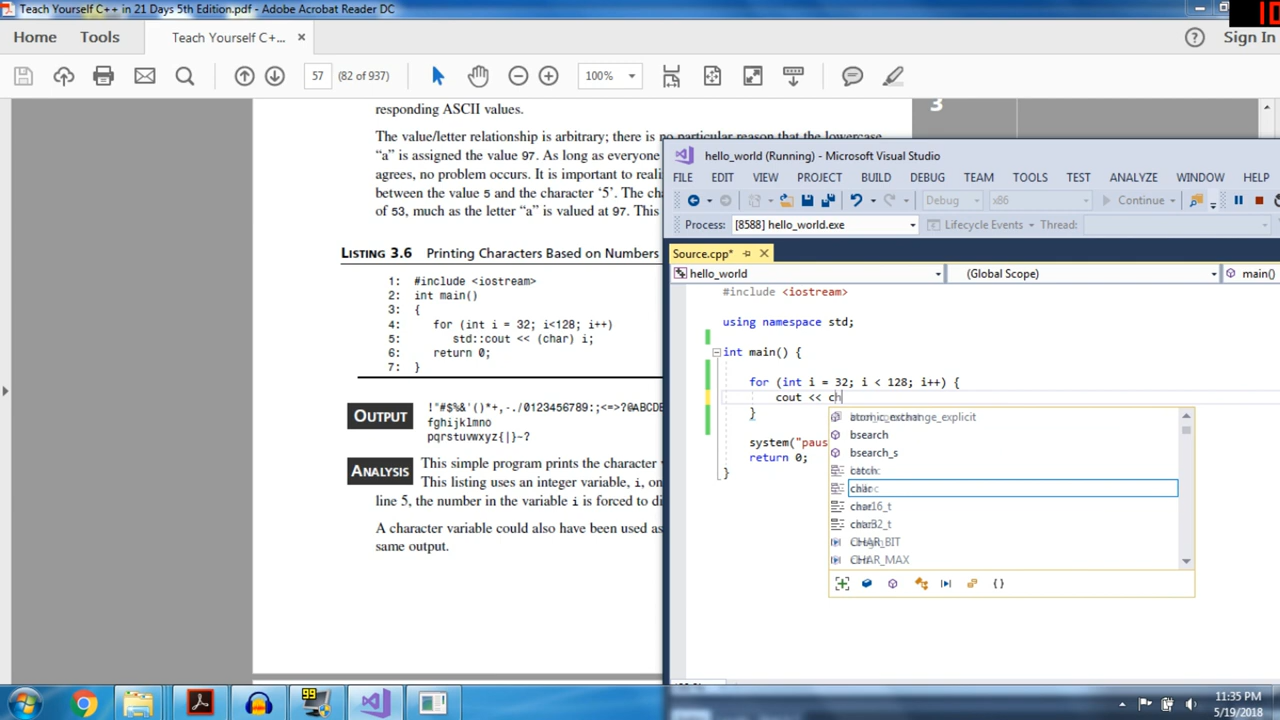 Teach Yourself C++ in 21 Days 5th Edition.pdf - Adobe Acrobat Reader DC
Home Tools Teach Yourself C+... × ? Sign In
57 (82 of 937) 100%
responding ASCII values.
3
The value/letter relationship is arbitrary; there is no particular reason that the lowercase
“a” is assigned the value 97. As long as everyone
agrees, no problem occurs. It is important to reali
between the value 5 and the character ‘5’. The cha
of 53, much as the letter “a” is valued at 97. This
LISTING 3.6 Printing Characters Based on Numbers
1: #include <iostream>
2: int main()
3: {
4: for (int i = 32; i<128; i++)
5: std::cout << (char) i;
6: return 0;
7: }
OUTPUT !"#$%&'()*+,-./0123456789:;<=>?@ABCDE
fghijklmno
pqrstuvwxyz{|}~?
ANALYSIS This simple program prints the character
This listing uses an integer variable, i, on
line 5, the number in the variable i is forced to di
A character variable could also have been used as
same output.
hello_world (Running) - Microsoft Visual Studio
FILE EDIT VIEW PROJECT BUILD DEBUG TEAM TOOLS TEST ANALYZE WINDOW HELP
Debug x86 Continue
Process: [8588] hello_world.exe Lifecycle Events Thread:
Source.cpp*
hello_world (Global Scope) main()
#include <iostream>
using namespace std;
int main() {
for (int i = 32; i < 128; i++) {
cout << ch
}
system("paus
return 0;
}
bsearch
bsearch_s
catch
char
char16_t
char32_t
CHAR_BIT
CHAR_MAX
{ }
99
11:35 PM
5/19/2018